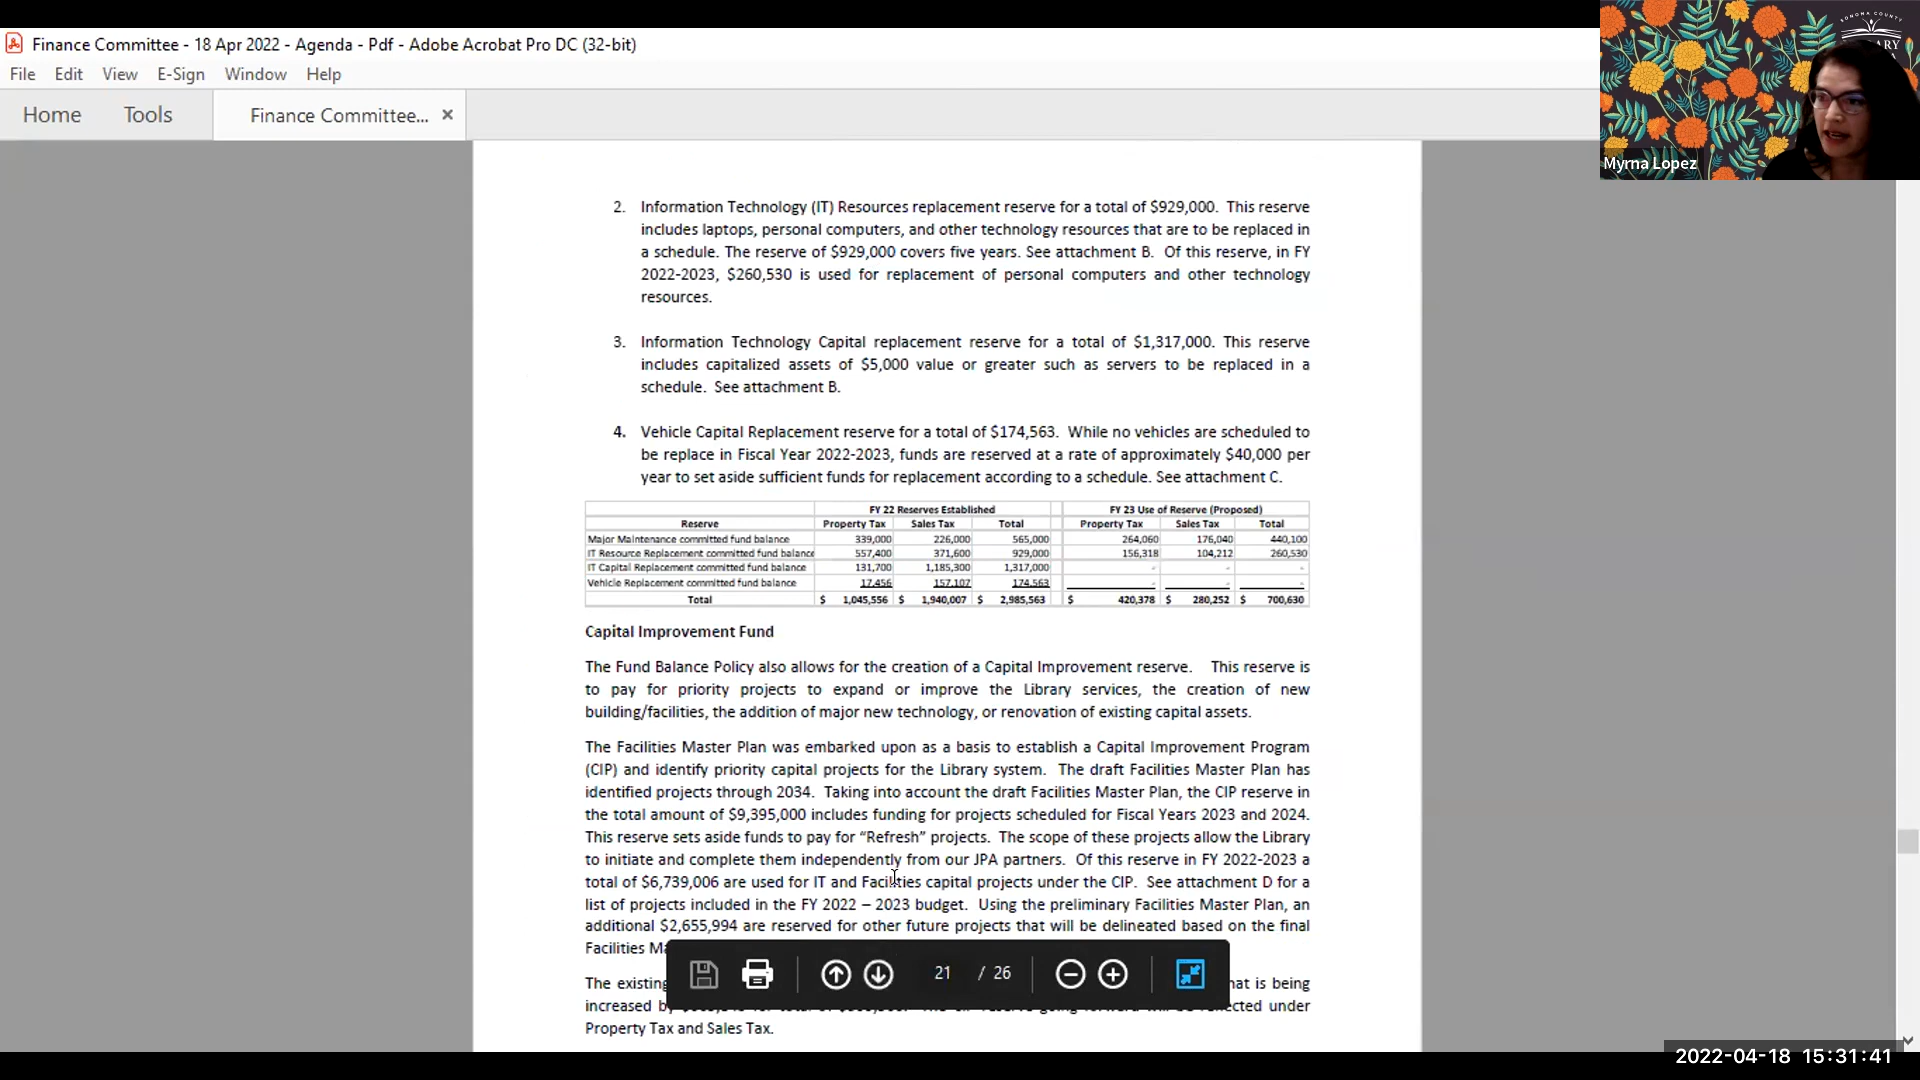 Finance Committee - 18 Apr 2022 - Agenda - Pdf - Adobe Acrobat Pro DC (32-bit)
File Edit View E-Sign Window Help
Home Tools Finance Committee... ×
SONOMA COUNTY
Myrna Lopez
2. Information Technology (IT) Resources replacement reserve for a total of $929,000. This reserve
includes laptops, personal computers, and other technology resources that are to be replaced in
a schedule. The reserve of $929,000 covers five years. See attachment B. Of this reserve, in FY
2022-2023, $260,530 is used for replacement of personal computers and other technology
resources.
3. Information Technology Capital replacement reserve for a total of $1,317,000. This reserve
includes capitalized assets of $5,000 value or greater such as servers to be replaced in a
schedule. See attachment B.
4. Vehicle Capital Replacement reserve for a total of $174,563. While no vehicles are scheduled to
be replace in Fiscal Year 2022-2023, funds are reserved at a rate of approximately $40,000 per
year to set aside sufficient funds for replacement according to a schedule. See attachment C.
FY 22 Reserves Established FY 23 Use of Reserve (Proposed)
Reserve Property Tax Sales Tax Total Property Tax Sales Tax Total
Major Maintenance committed fund balance 339,000 226,000 565,000 264,060 176,040 440,100
IT Resource Replacement committed fund balance 557,400 371,600 929,000 156,318 104,212 260,530
IT Capital Replacement committed fund balance 131,700 1,185,300 1,317,000 - - -
Vehicle Replacement committed fund balance 17,456 157,107 174,563 - - -
Total $ 1,045,556 $ 1,940,007 $ 2,985,563 $ 420,378 $ 280,252 $ 700,630
Capital Improvement Fund
The Fund Balance Policy also allows for the creation of a Capital Improvement reserve. This reserve is
to pay for priority projects to expand or improve the Library services, the creation of new
building/facilities, the addition of major new technology, or renovation of existing capital assets.
The Facilities Master Plan was embarked upon as a basis to establish a Capital Improvement Program
(CIP) and identify priority capital projects for the Library system. The draft Facilities Master Plan has
identified projects through 2034. Taking into account the draft Facilities Master Plan, the CIP reserve in
the total amount of $9,395,000 includes funding for projects scheduled for Fiscal Years 2023 and 2024.
This reserve sets aside funds to pay for “Refresh” projects. The scope of these projects allow the Library
to initiate and complete them independently from our JPA partners. Of this reserve in FY 2022-2023 a
total of $6,739,006 are used for IT and Facilities capital projects under the CIP. See attachment D for a
list of projects included in the FY 2022 – 2023 budget. Using the preliminary Facilities Master Plan, an
additional $2,655,994 are reserved for other future projects that will be delineated based on the final
Facilities
21 / 26
The existing is being
increased under
Property Tax and Sales Tax.
2022-04-18 15:31:41